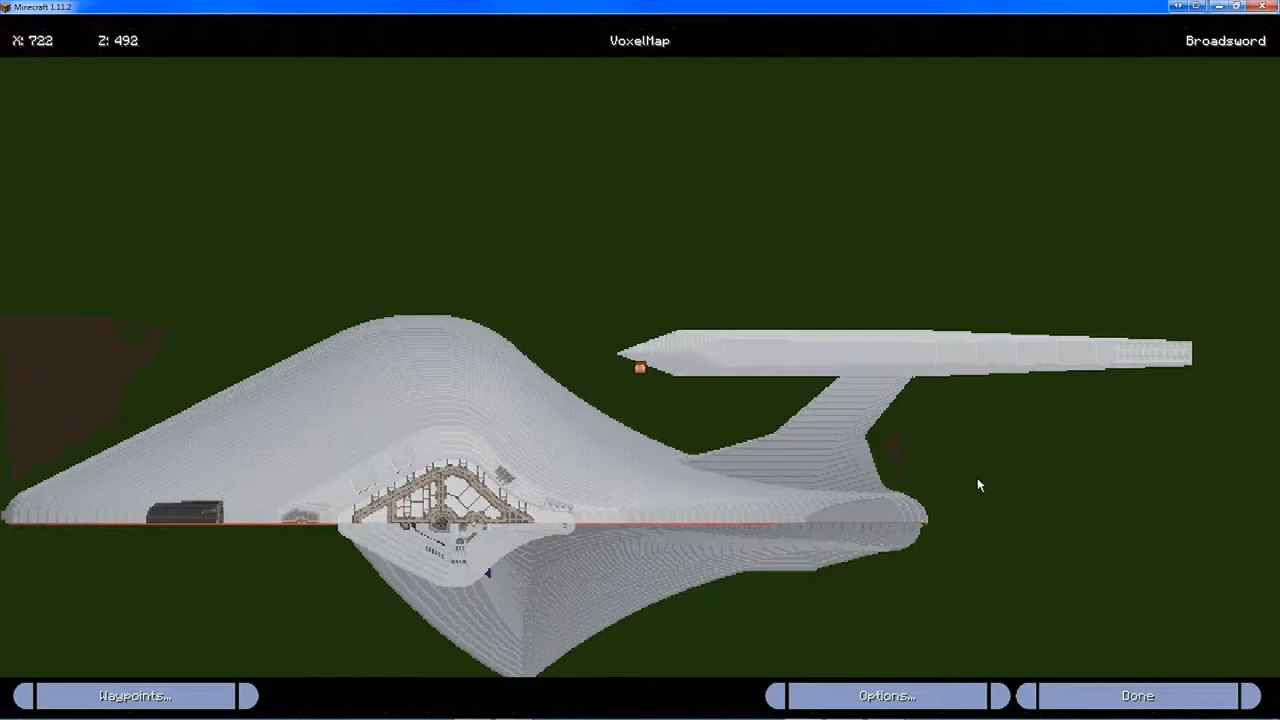 Minecraft 1.11.2
X: 722 Z: 492 VoxelMap Broadsword
Waypoints... Options... Done